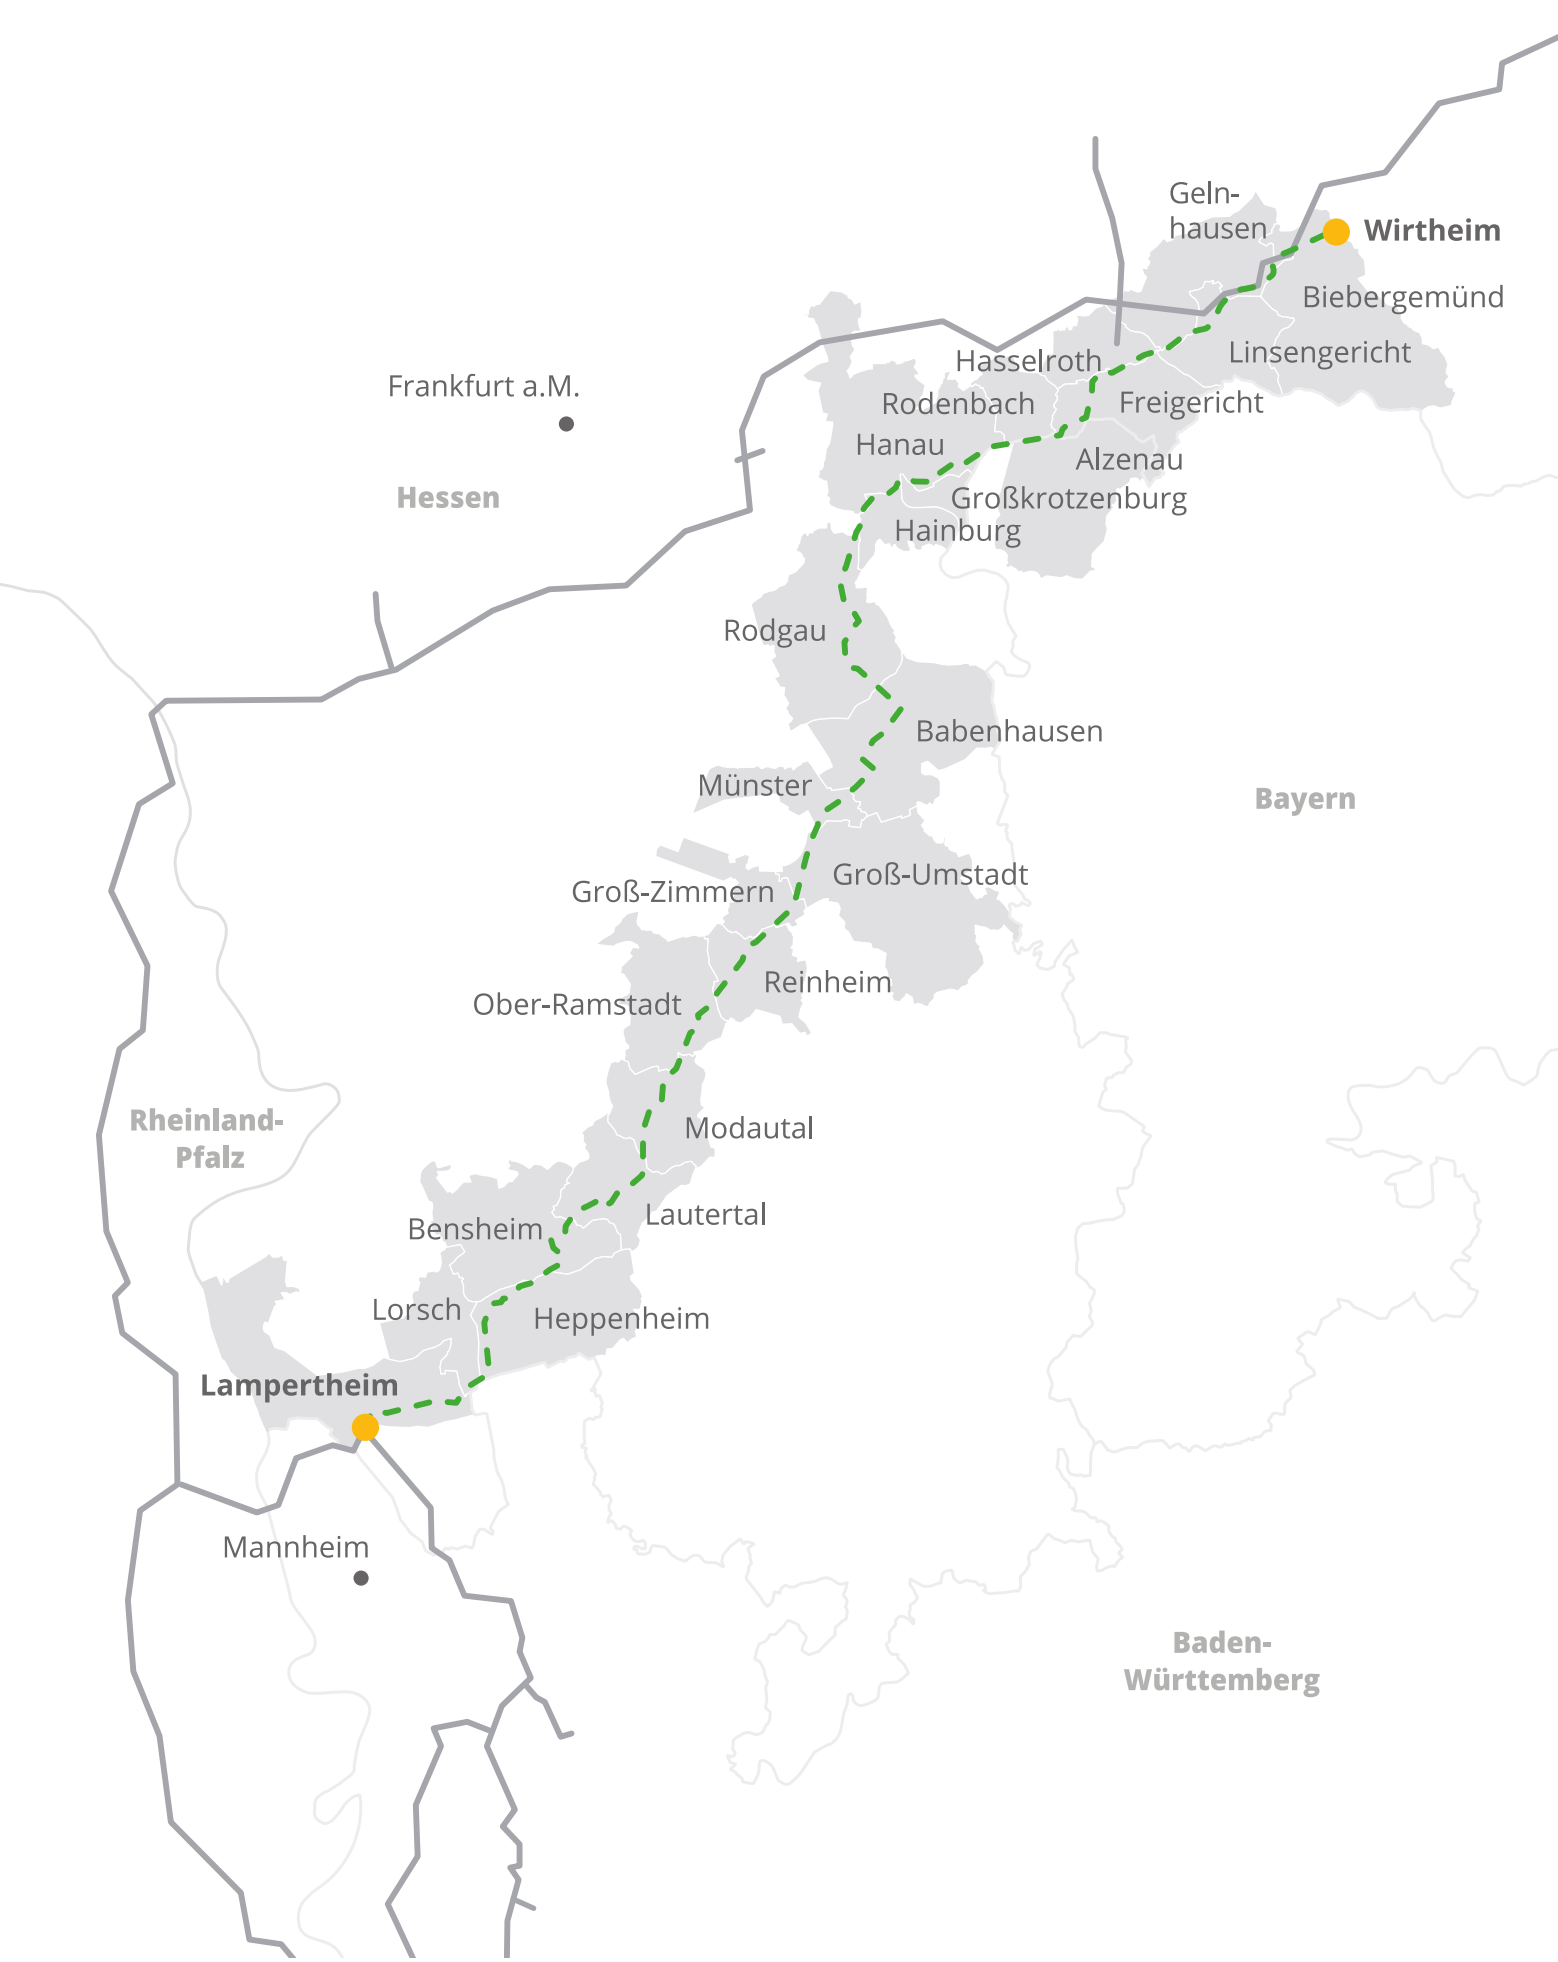 Geln-
hausen
Wirtheim
Biebergemünd
Linsengericht
Hasselroth
Frankfurt a.M.
Rodenbach
Freigericht
Hanau
Alzenau
Hessen
Großkrotzenburg
Hainburg
Rodgau
Babenhausen
Münster
Bayern
Groß-Umstadt
Groß-Zimmern
Reinheim
Ober-Ramstadt
Rheinland-
Pfalz
Modautal
Lautertal
Bensheim
Lorsch
Heppenheim
Lampertheim
Mannheim
Baden-
Württemberg